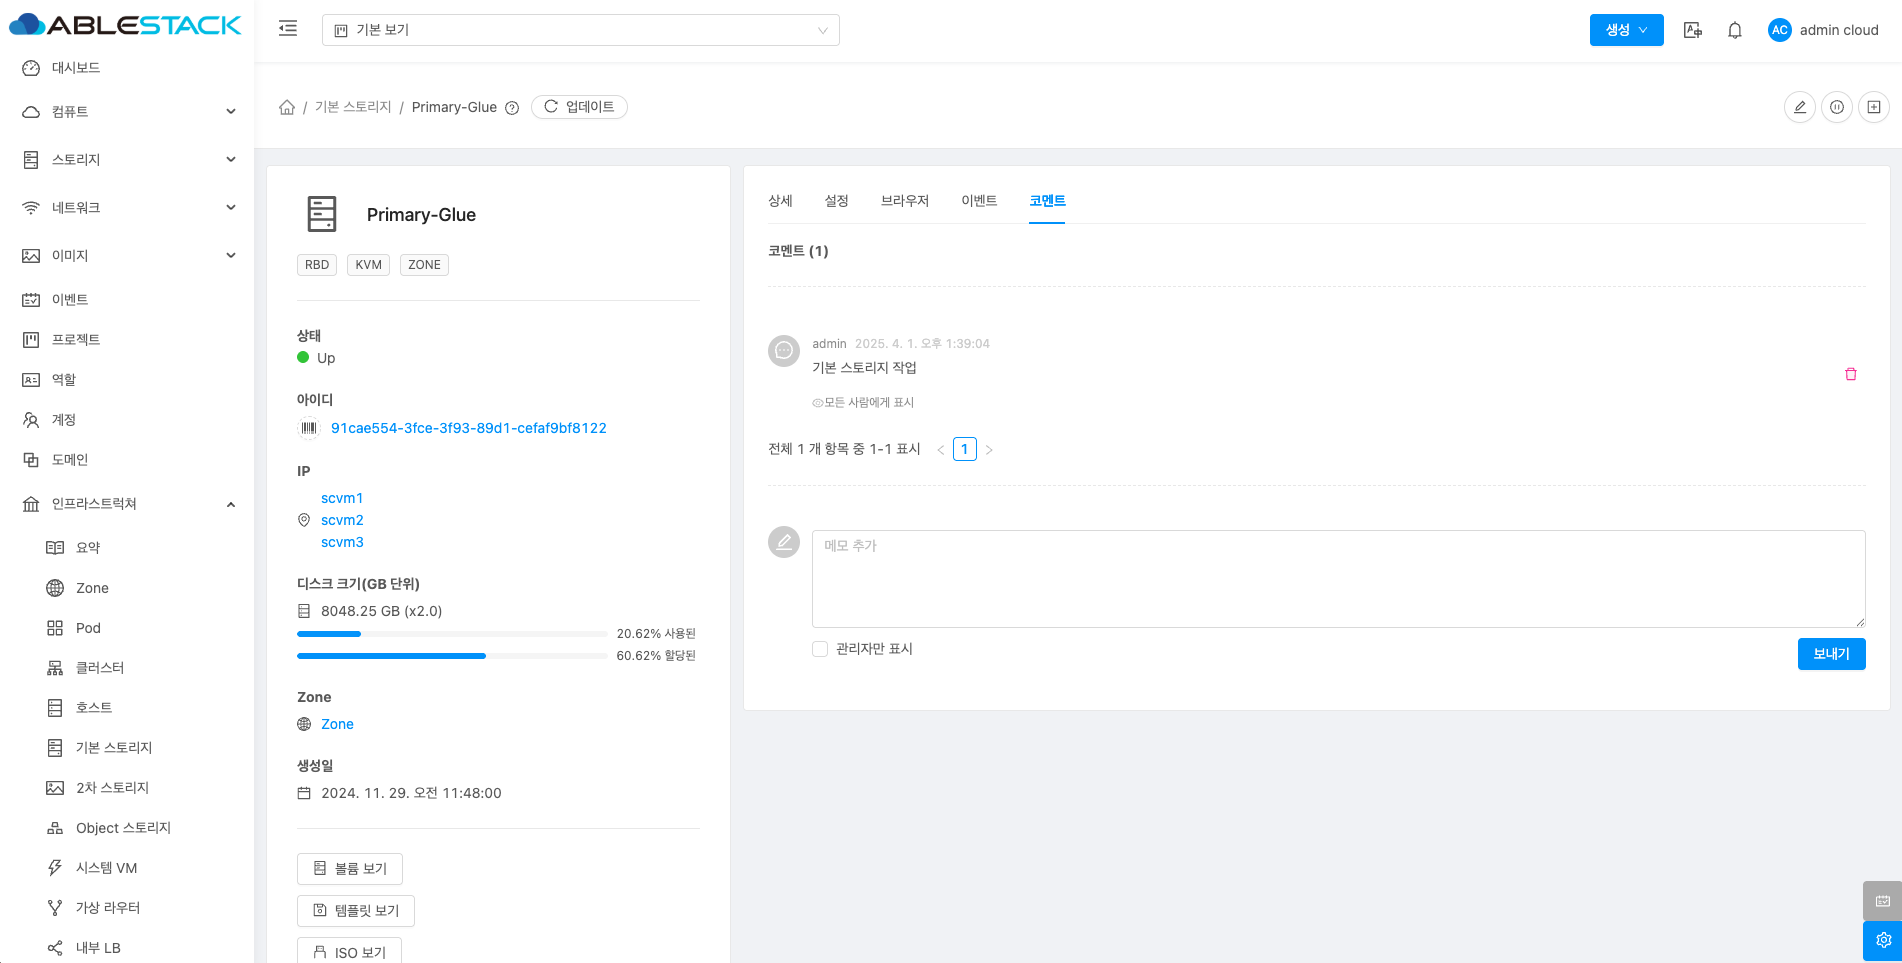 ABLESTACK
기본 보기
생성
AC
admin cloud
대시보드
컴퓨트
스토리지
네트워크
이미지
이벤트
프로젝트
역할
계정
도메인
인프라스트럭쳐
요약
Zone
Pod
클러스터
호스트
기본 스토리지
2차 스토리지
Object 스토리지
시스템 VM
가상 라우터
내부 LB
/ 기본 스토리지 / Primary-Glue
업데이트
Primary-Glue
RBD KVM ZONE
상태
Up
아이디
91cae554-3fce-3f93-89d1-cefaf9bf8122
IP
scvm1
scvm2
scvm3
디스크 크기(GB 단위)
8048.25 GB (x2.0)
20.62% 사용된
60.62% 할당된
Zone
Zone
생성일
2024. 11. 29. 오전 11:48:00
볼륨 보기
템플릿 보기
ISO 보기
상세 설정 브라우저 이벤트 코멘트
코멘트 (1)
admin 2025. 4. 1. 오후 1:39:04
기본 스토리지 작업
모든 사람에게 표시
전체 1 개 항목 중 1-1 표시 < 1 >
메모 추가
관리자만 표시
보내기